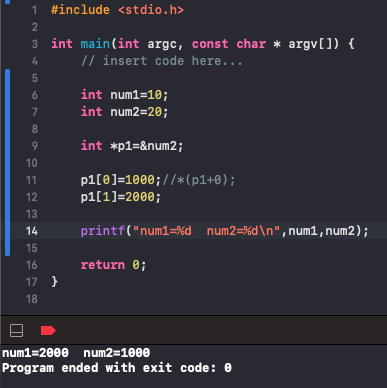 1 #include <stdio.h>
2
3 int main(int argc, const char * argv[]) {
4 // insert code here...
5
6 int num1=10;
7 int num2=20;
8
9 int *p1=&num2;
10
11 p1[0]=1000;//*(p1+0);
12 p1[1]=2000;
13
14 printf("num1=%d  num2=%d\n",num1,num2);
15
16 return 0;
17 }
18
num1=2000  num2=1000
Program ended with exit code: 0